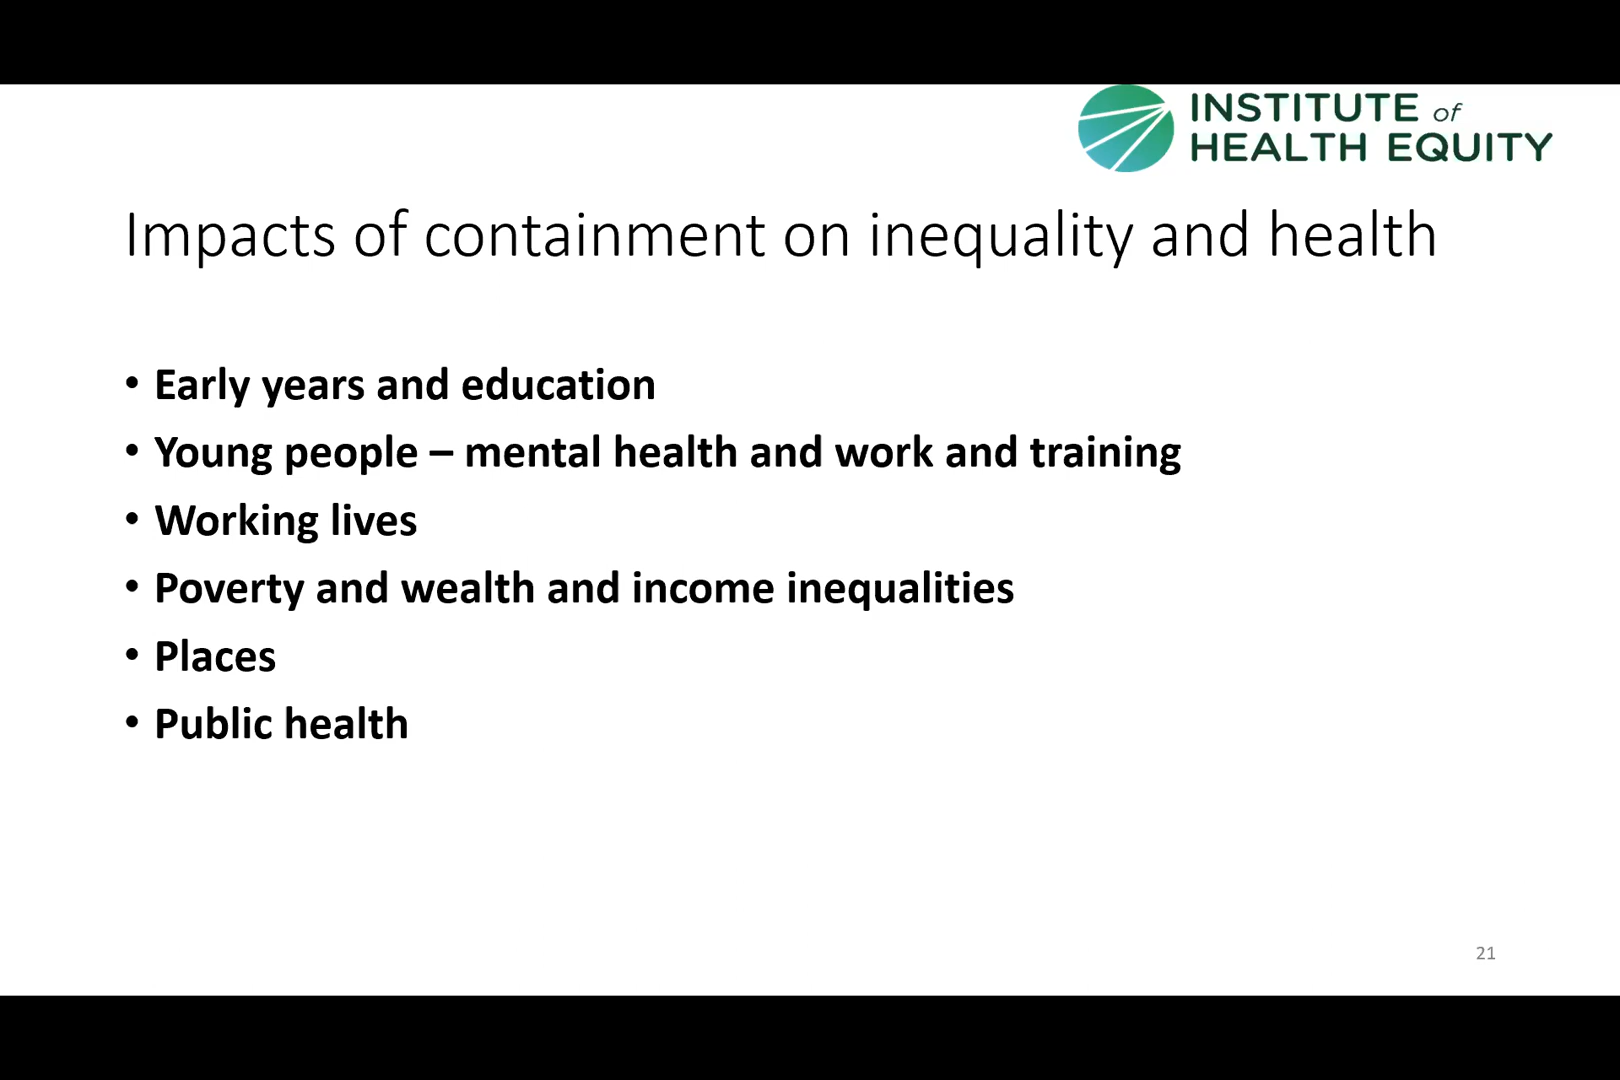 INSTITUTE of
HEALTH EQUITY
Impacts of containment on inequality and health
• Early years and education
• Young people – mental health and work and training
• Working lives
• Poverty and wealth and income inequalities
• Places
• Public health
21